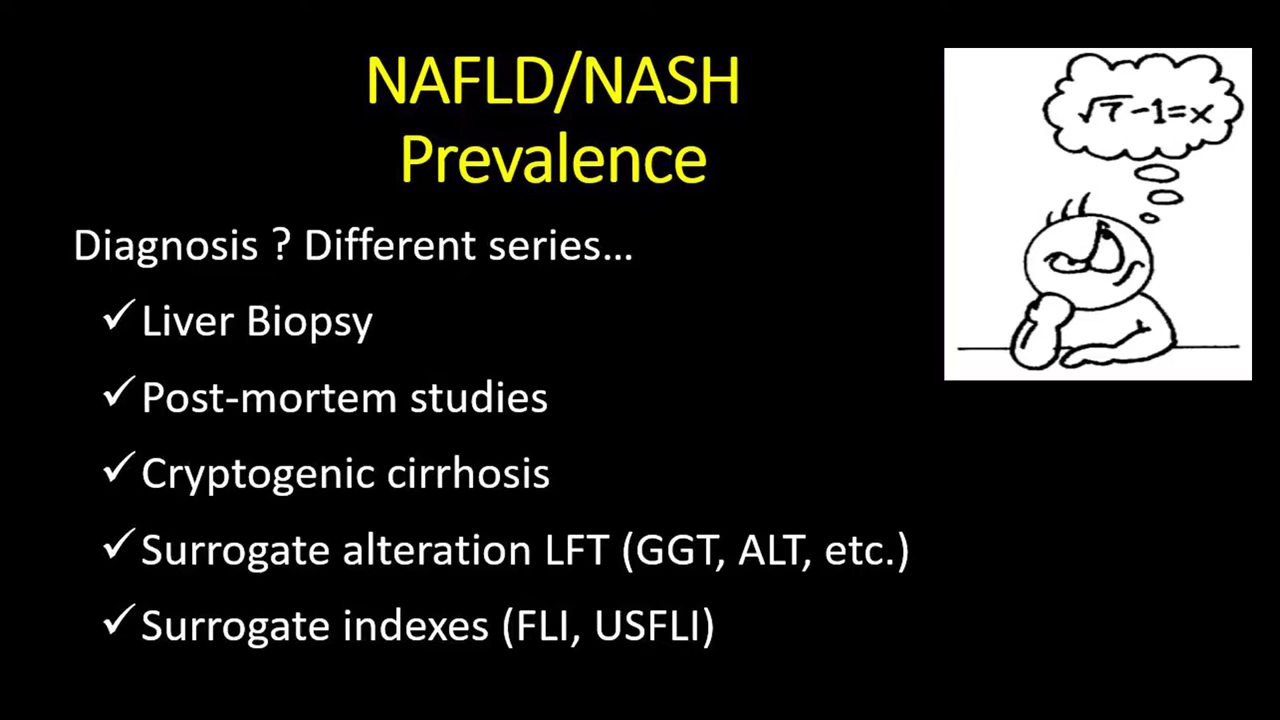 NAFLD/NASH
Prevalence
√7-1=x
Diagnosis ? Different series…
✓Liver Biopsy
✓Post-mortem studies
✓Cryptogenic cirrhosis
✓Surrogate alteration LFT (GGT, ALT, etc.)
✓Surrogate indexes (FLI, USFLI)